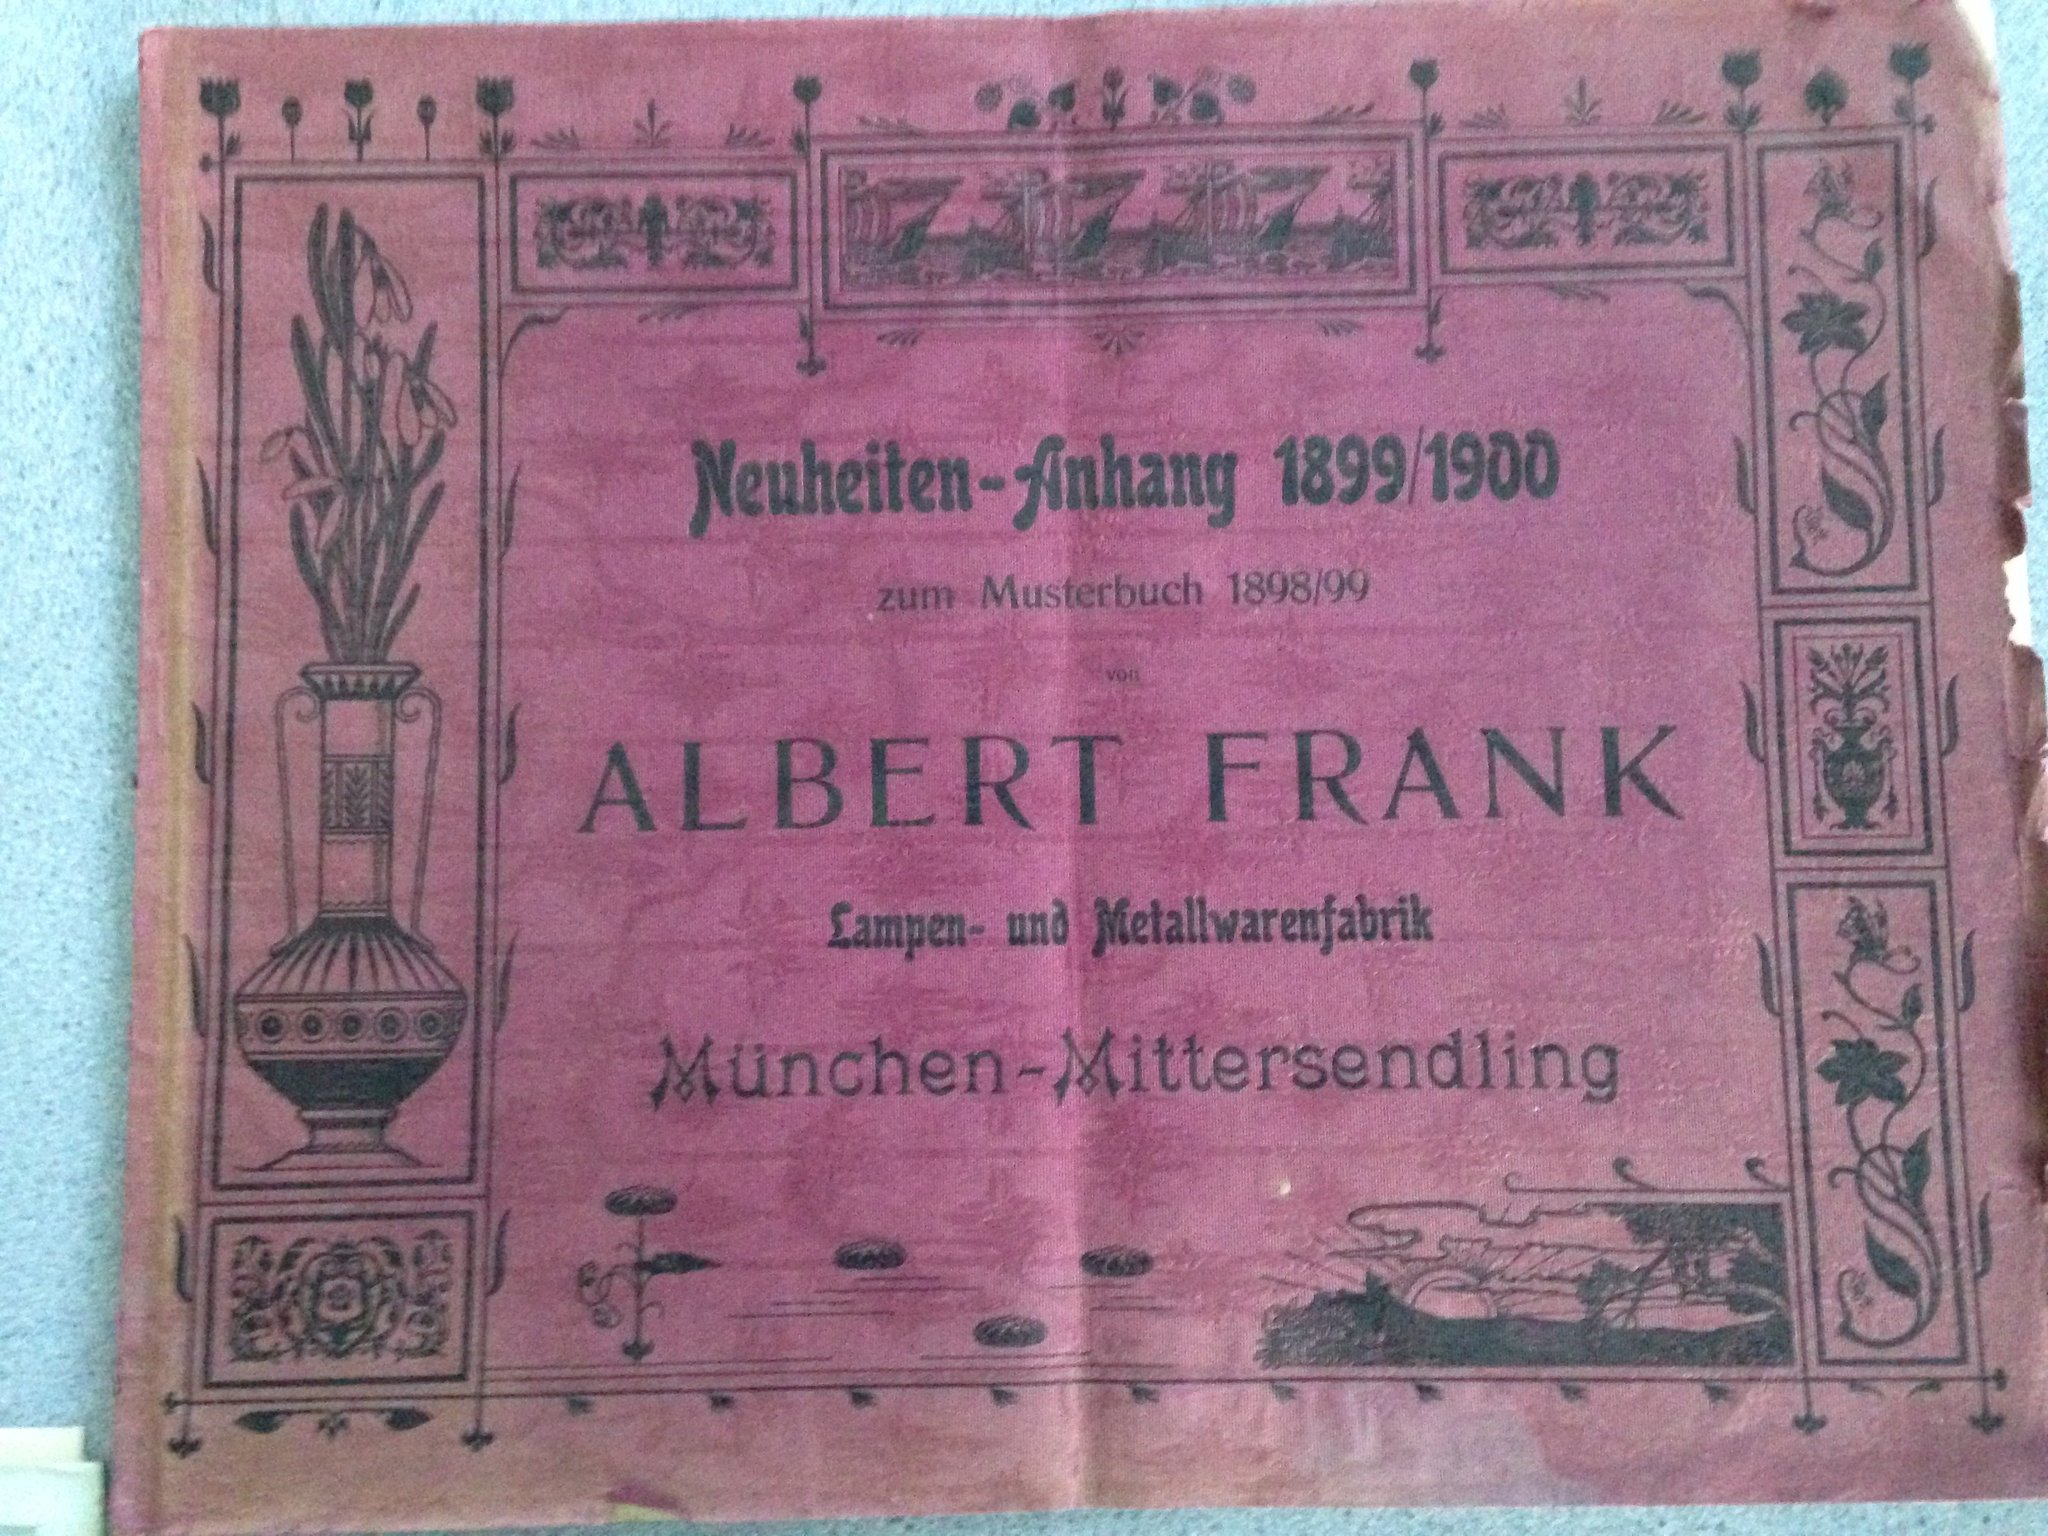 Neuheiten-Anhang 1899/1900
zum Musterbuch 1898/99
von
ALBERT FRANK
Lampen- und Metallwarenfabrik
München-Mittersendling